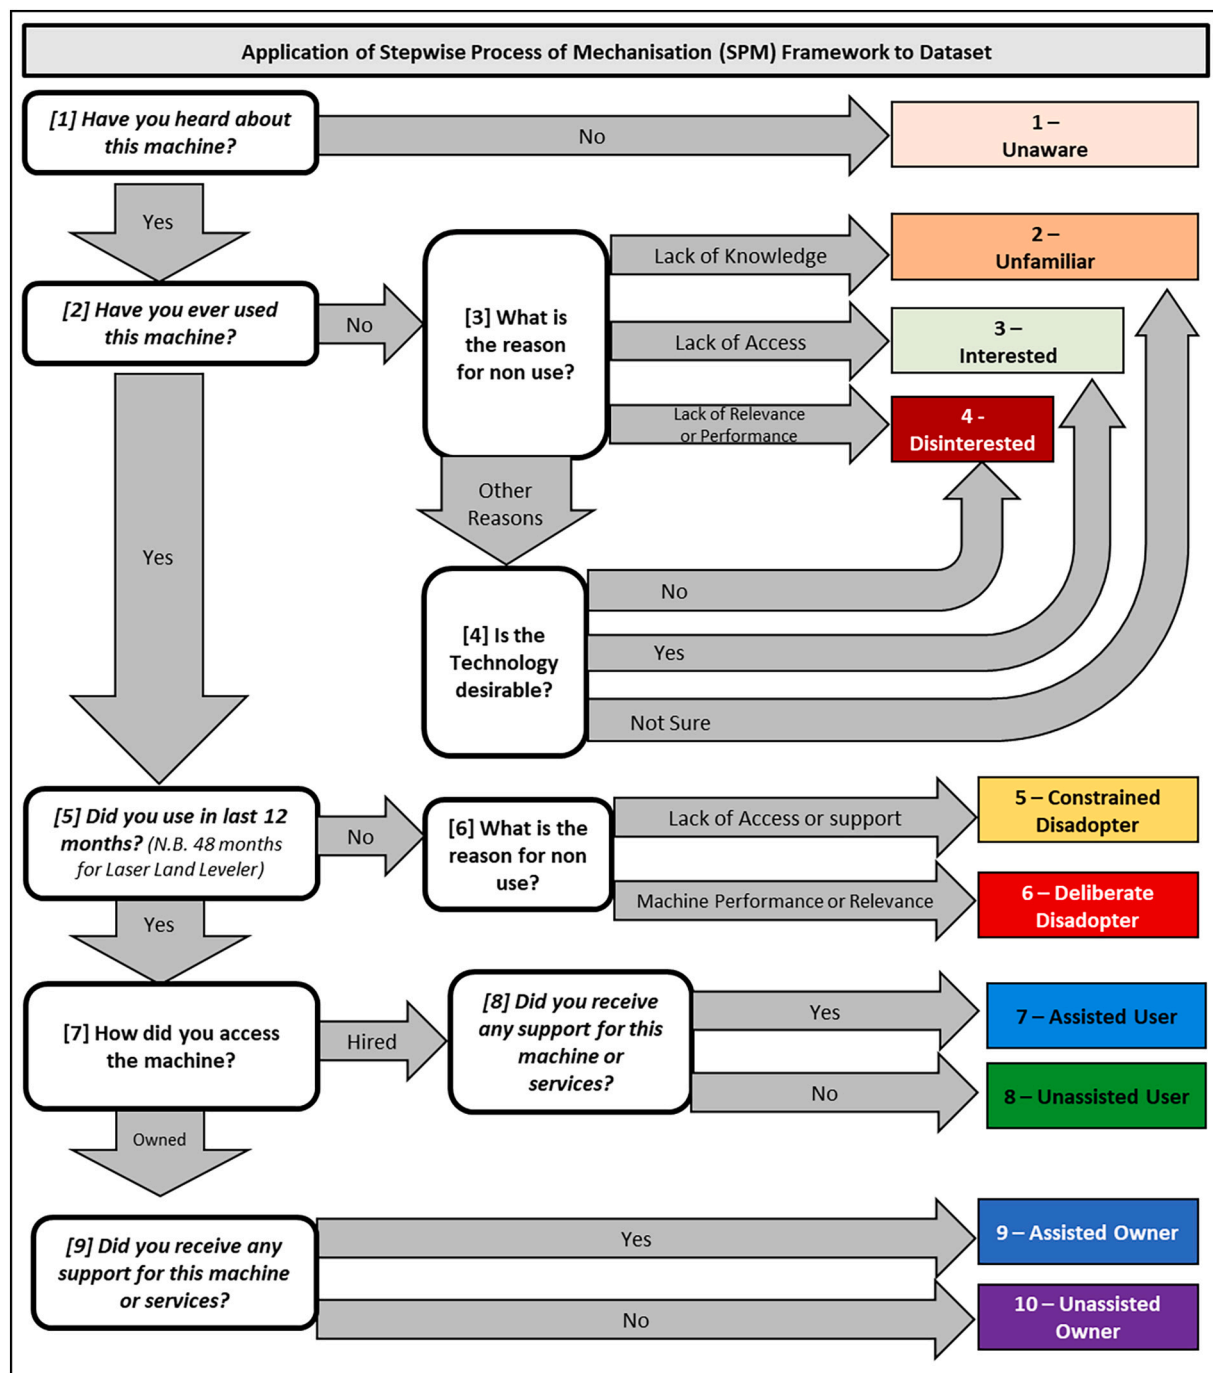 Application of Stepwise Process of Mechanisation (SPM) Framework to Dataset
[1] Have you heard about
this machine?
No
1 –
Unaware
Yes
[2] Have you ever used
this machine?
No
[3] What is
the reason
for non use?
Lack of Knowledge
2 –
Unfamiliar
Lack of Access
3 –
Interested
Lack of Relevance
or Performance
4 -
Disinterested
Other
Reasons
Yes
[4] Is the
Technology
desirable?
No
Yes
Not Sure
[5] Did you use in last 12
months? (N.B. 48 months
for Laser Land Leveler)
No
[6] What is the
reason for non
use?
Lack of Access or support
5 – Constrained
Disadopter
Machine Performance or Relevance
6 – Deliberate
Disadopter
Yes
[7] How did you access
the machine?
Hired
[8] Did you receive
any support for this
machine or
services?
Yes
7 – Assisted User
No
8 – Unassisted User
Owned
[9] Did you receive any
support for this machine
or services?
Yes
9 – Assisted Owner
No
10 – Unassisted
Owner